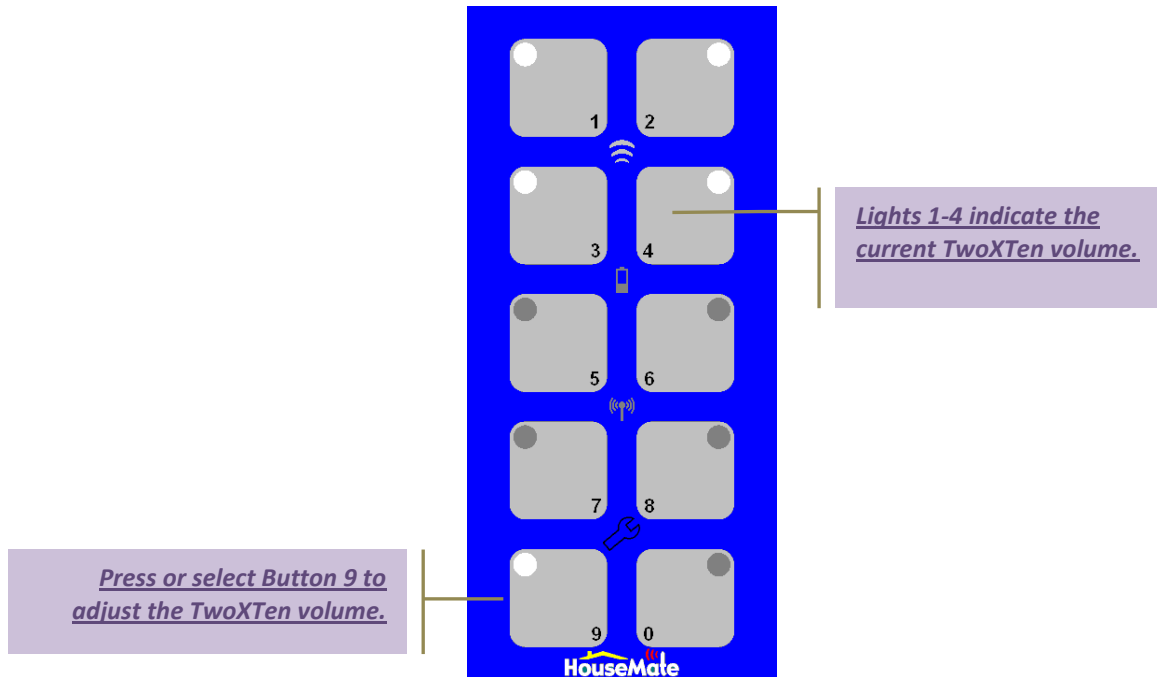 1 2
3 4
Lights 1-4 indicate the
current TwoXTen volume.
5 6
7 8
Press or select Button 9 to
adjust the TwoXTen volume.
9 0
HouseMate